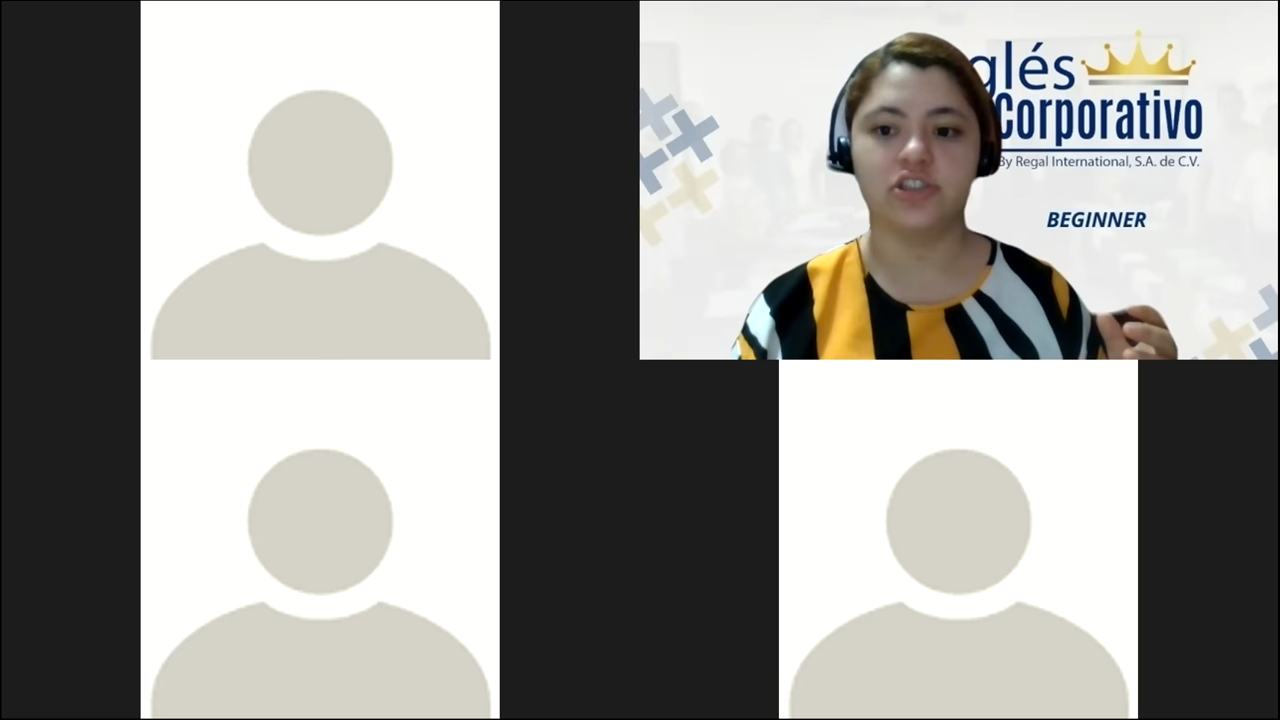 glés
Corporativo
By Regal International, S.A. de C.V.
BEGINNER